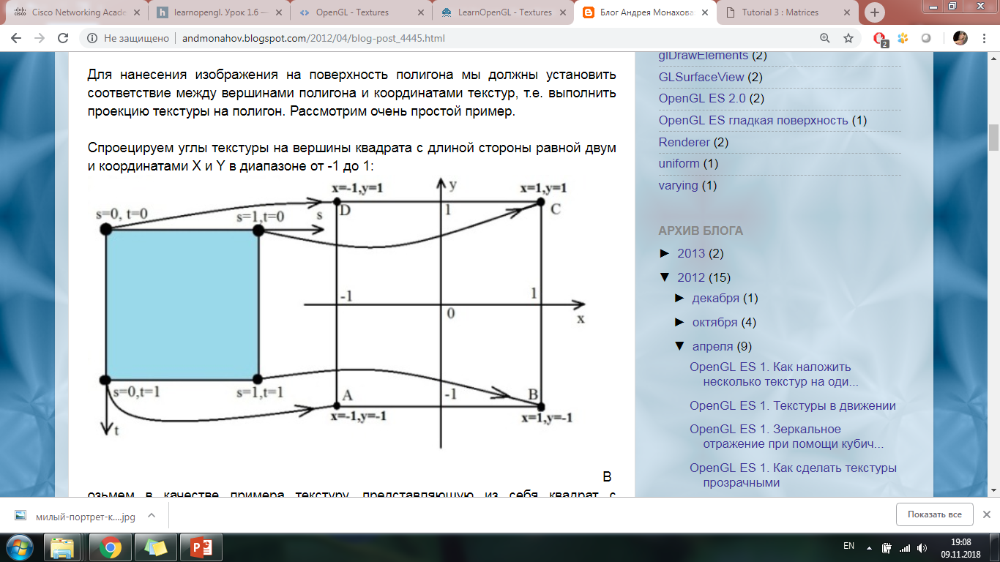 Cisco Networking Acade
learnopengl. Урок 1.6 —
OpenGL - Textures
LearnOpenGL - Textures
Блог Андрея Монахова
Tutorial 3 : Matrices
Не защищено
andmonahov.blogspot.com/2012/04/blog-post_4445.html
2
Для нанесения изображения на поверхность полигона мы должны установить
соответствие между вершинами полигона и координатами текстур, т.е. выполнить
проекцию текстуры на полигон. Рассмотрим очень простой пример.
Спроецируем углы текстуры на вершины квадрата с длиной стороны равной двум
и координатами X и Y в диапазоне от -1 до 1:
x=-1,y=1
y
x=1,y=1
s=0, t=0
s=1,t=0
s
D
1
C
-1
1
0
x
s=0,t=1
s=1,t=1
A
-1
B
x=-1,y=-1
x=1,y=-1
t
В
озьмем в качестве примера текстуру, представляющую из себя квадрат с
glDrawElements (2)
GLSurfaceView (2)
OpenGL ES 2.0 (2)
OpenGL ES гладкая поверхность (1)
Renderer (2)
uniform (1)
varying (1)
АРХИВ БЛОГА
► 2013 (2)
▼ 2012 (15)
► декабря (1)
► октября (4)
▼ апреля (9)
OpenGL ES 1. Как наложить
несколько текстур на оди...
OpenGL ES 1. Текстуры в движении
OpenGL ES 1. Зеркальное
отражение при помощи кубич...
OpenGL ES 1. Как сделать текстуры
прозрачными
милый-портрет-к....jpg
Показать все
EN
19:08
09.11.2018